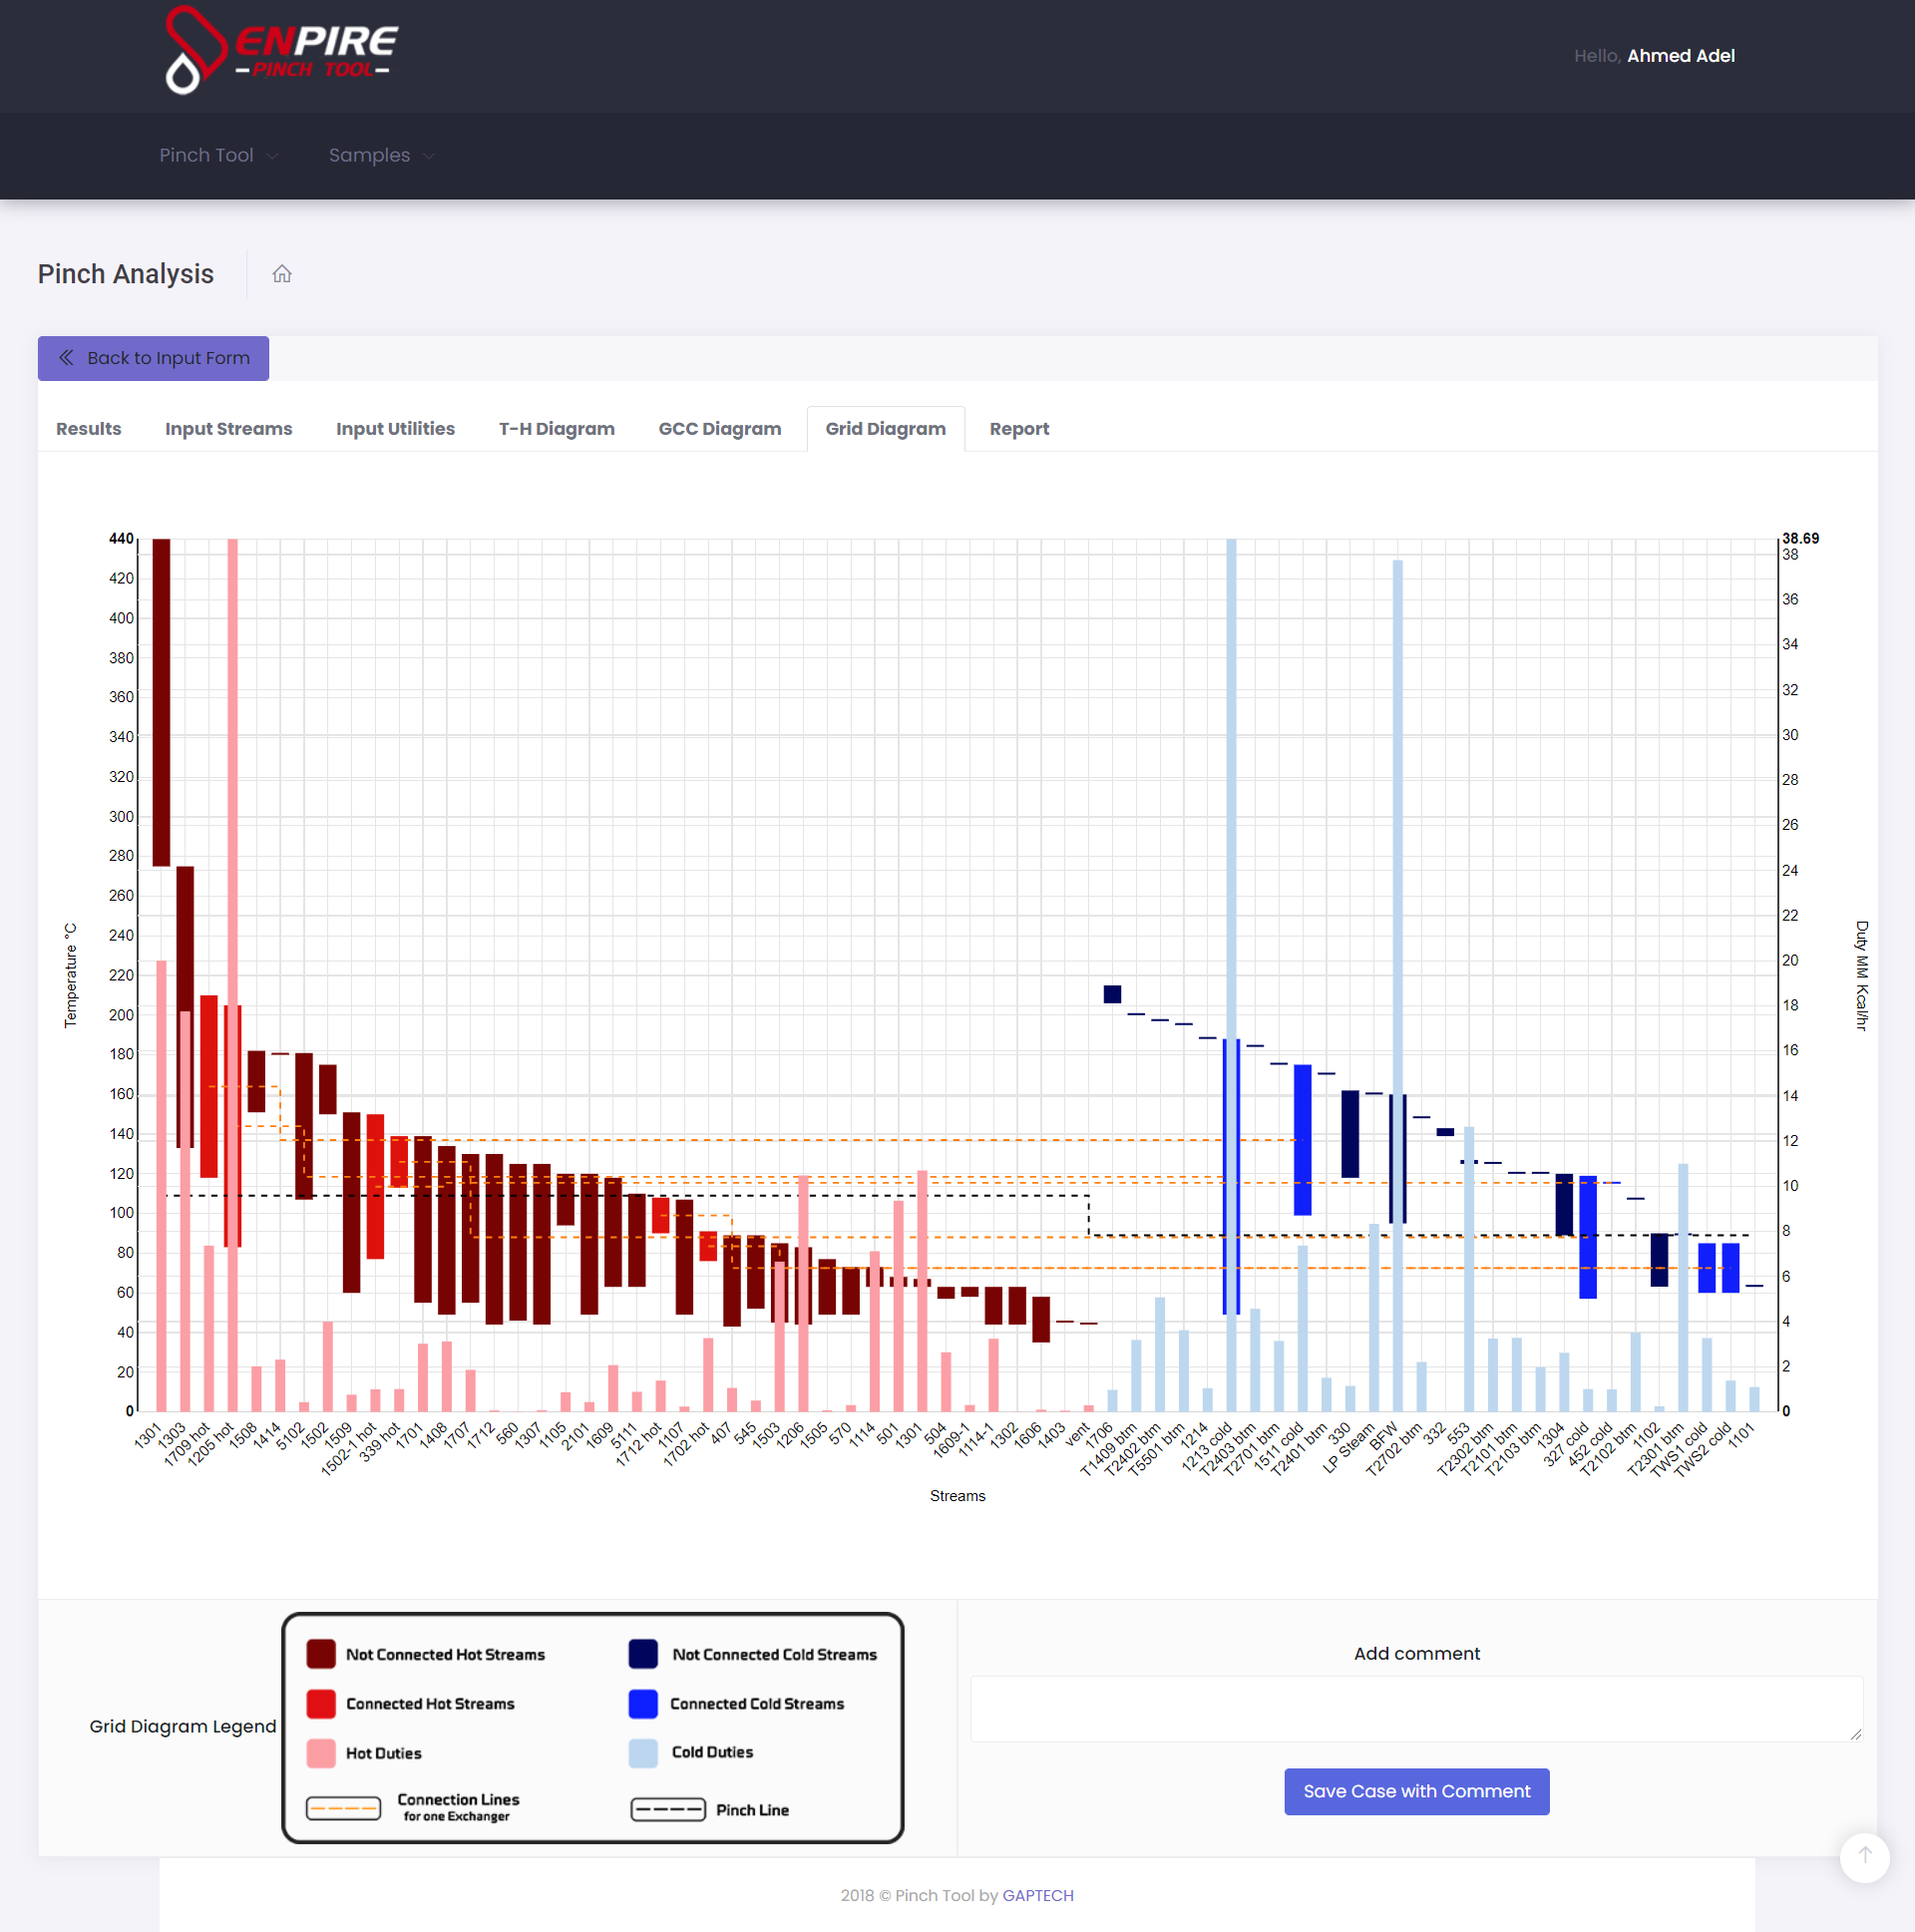 ENPIRE
PINCH TOOL
Hello, Ahmed Adel
Pinch Tool
Samples
Pinch Analysis
Back to Input Form
Results
Input Streams
Input Utilities
T-H Diagram
GCC Diagram
Grid Diagram
Report
440
420
400
380
360
340
320
300
280
260
240
220
200
180
160
140
120
100
80
60
40
20
0
Temperature °C
38.69
38
36
34
32
30
28
26
24
22
20
18
16
14
12
10
8
6
4
2
0
Duty MM Kcal/hr
1301
1303
1709 hot
1205 hot
1508
1414
5102
1502
1509
1502-1 hot
339 hot
1701
1408
1707
1712
560
1307
1105
2101
1609
5111
1712 hot
1107
1702 hot
407
545
1503
1206
1505
570
1114
501
1301
504
1609-1
1114-1
1302
1606
1403
vent
1706
T1409 btm
T2402 btm
T5501 btm
1214
1213 cold
T2403 btm
T2701 btm
1511 cold
T2401 btm
330
LP Steam
BFW
T2702 btm
332
553
T2302 btm
T2101 btm
T2103 btm
1304
327 cold
452 cold
T2102 btm
1102
T2301 btm
TWS1 cold
TWS2 cold
1101
Streams
Grid Diagram Legend
Not Connected Hot Streams
Not Connected Cold Streams
Connected Hot Streams
Connected Cold Streams
Hot Duties
Cold Duties
Connection Lines
for one Exchanger
Pinch Line
Add comment
Save Case with Comment
2018 © Pinch Tool by GAPTECH